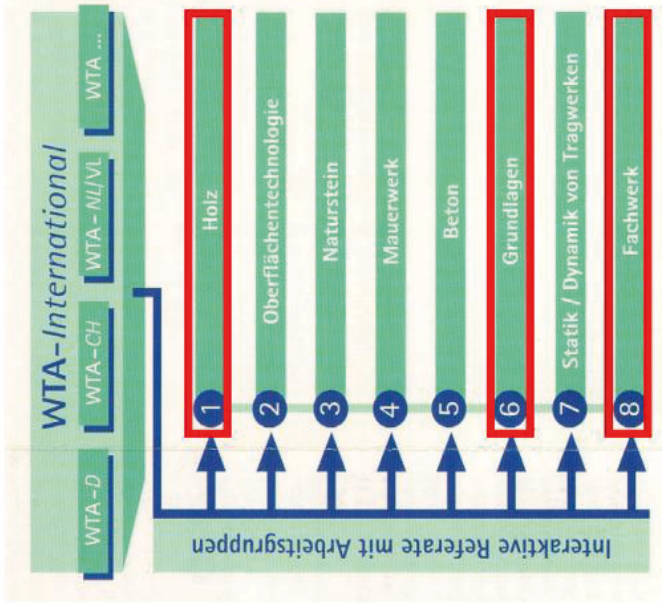 WTA-International
WTA-D
WTA-CH
WTA-NL/VL
WTA ...
Interaktive Referate mit Arbeitsgruppen
1 Holz
2 Oberflächentechnologie
3 Naturstein
4 Mauerwerk
5 Beton
6 Grundlagen
7 Statik / Dynamik von Tragwerken
8 Fachwerk